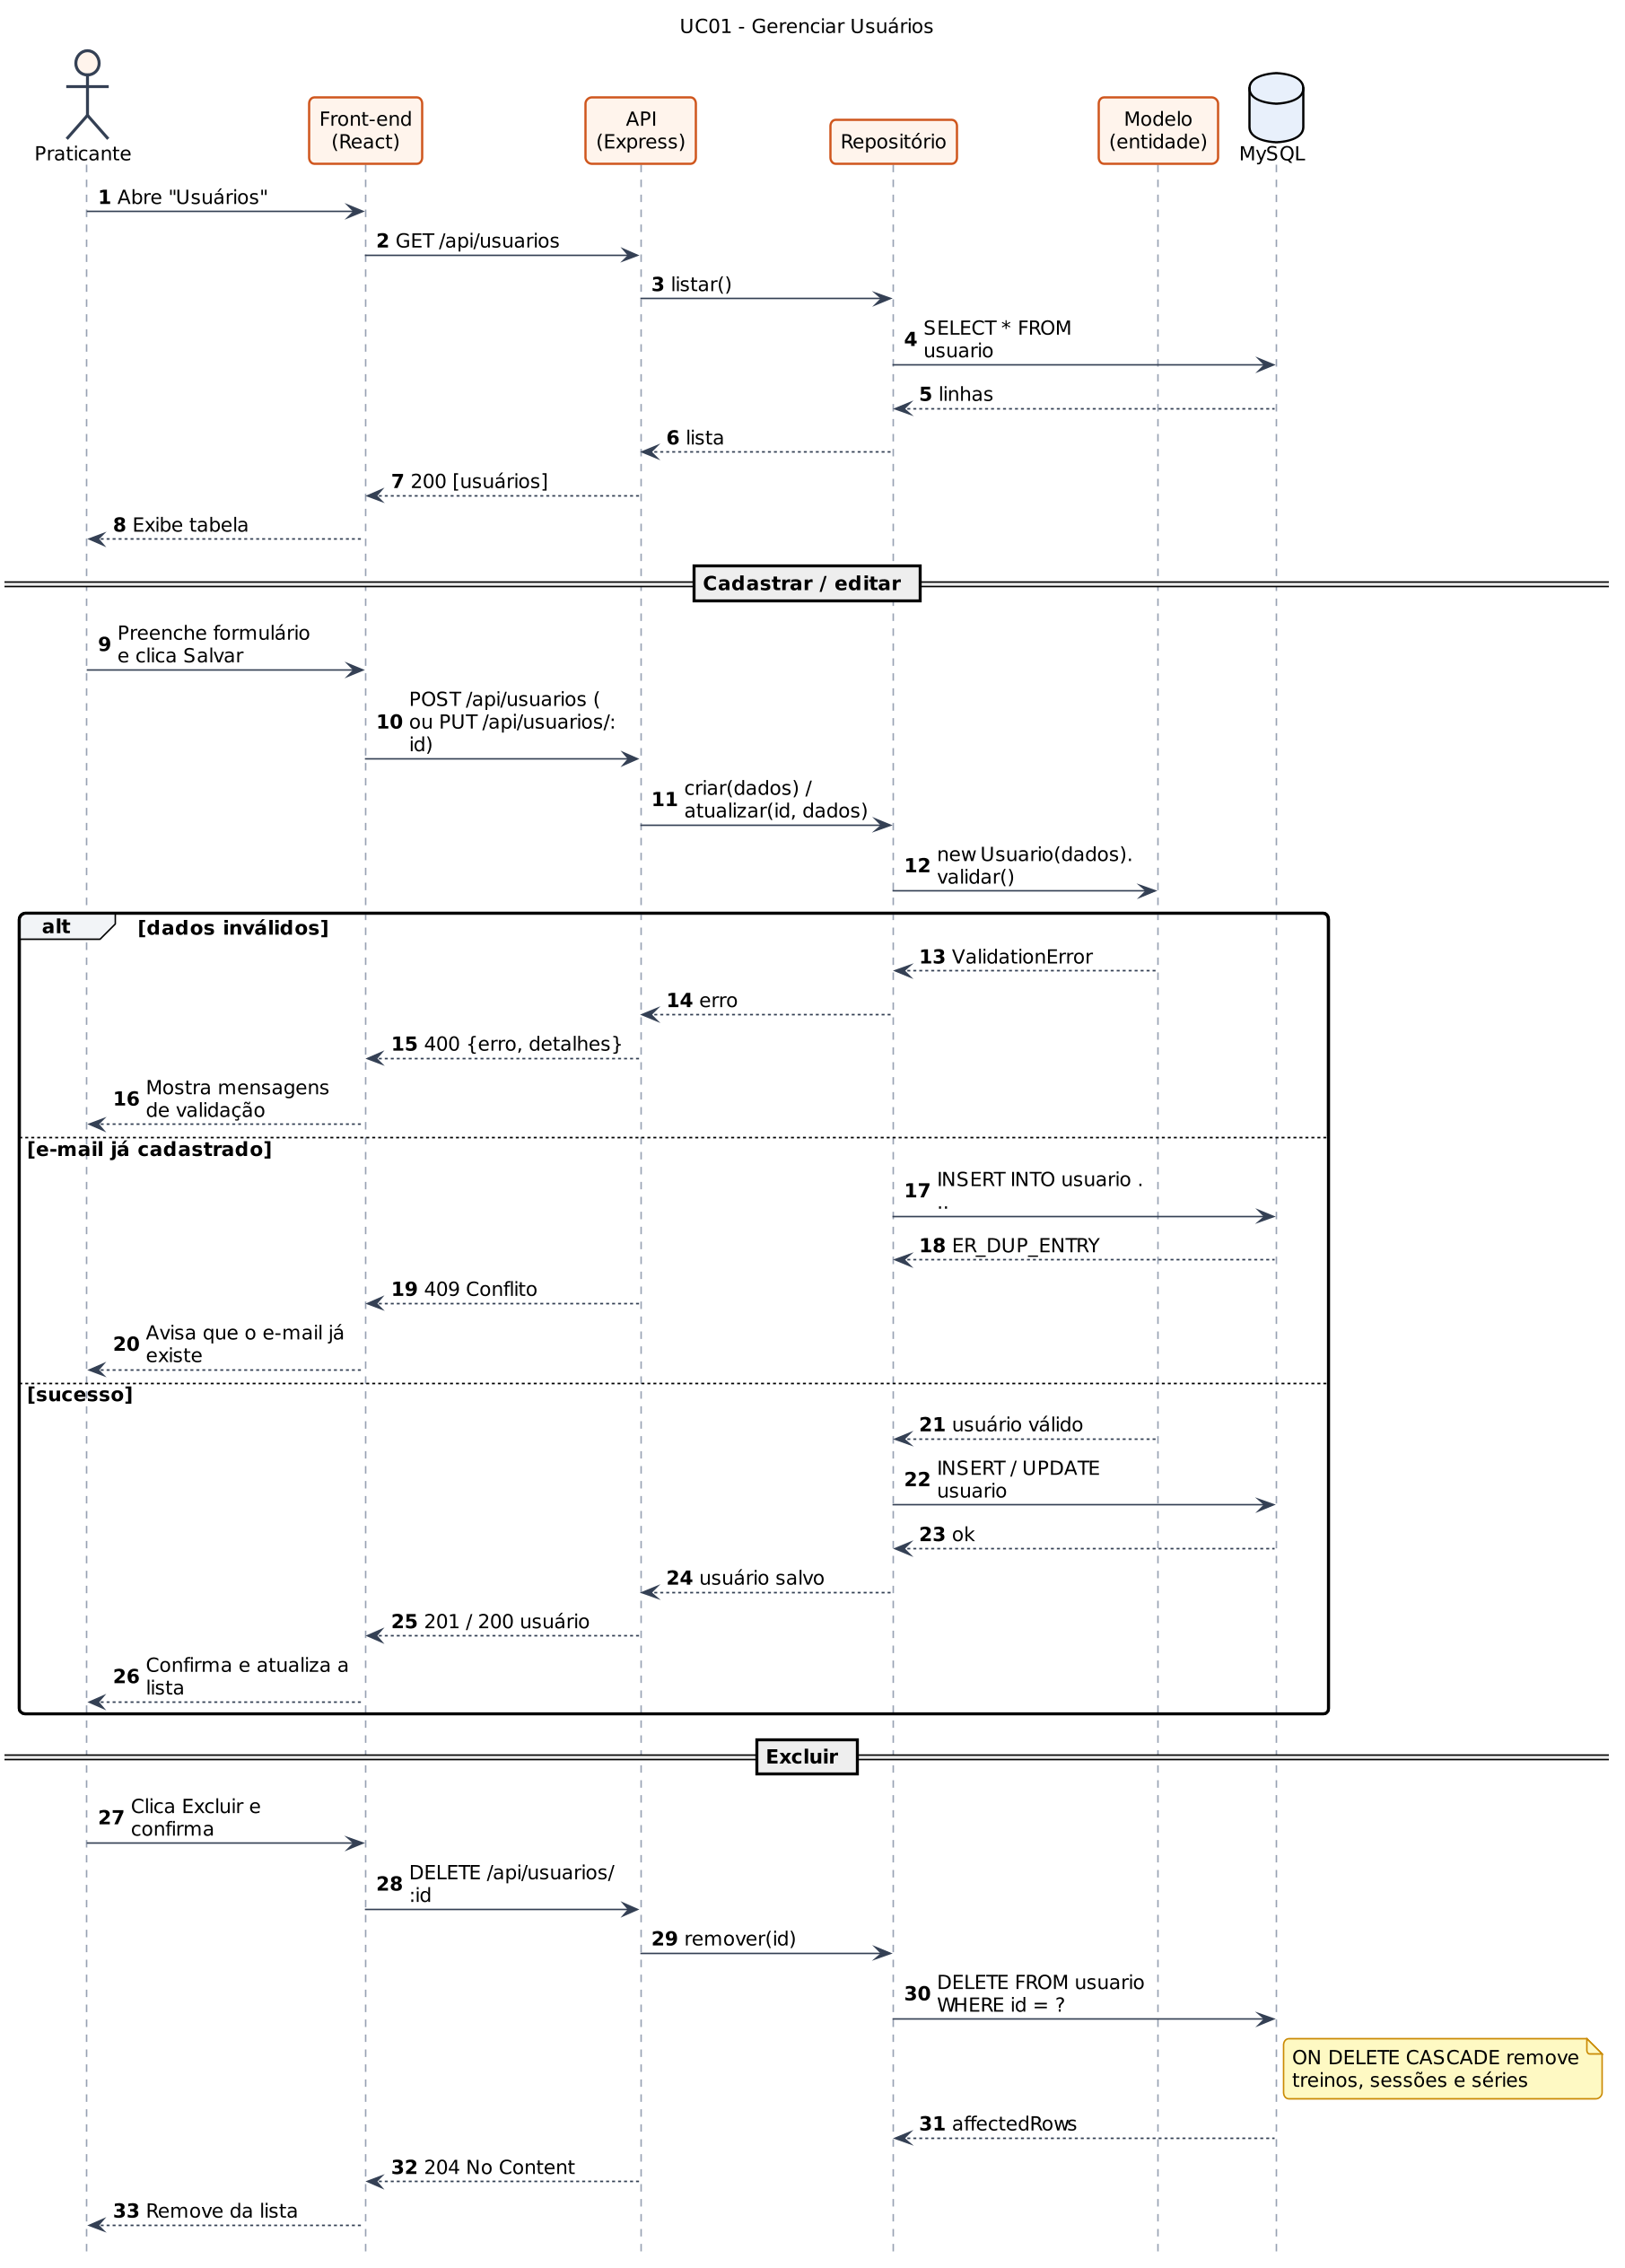 UC01 - Gerenciar Usuários
Praticante
Front-end
(React)
API
(Express)
Repositório
Modelo
(entidade)
MySQL
1 Abre "Usuários"
2 GET /api/usuarios
3 listar()
4 SELECT * FROM
usuario
5 linhas
6 lista
7 200 [usuários]
8 Exibe tabela
Cadastrar / editar
9 Preenche formulário
e clica Salvar
10 POST /api/usuarios (
ou PUT /api/usuarios/:
id)
11 criar(dados) /
atualizar(id, dados)
12 new Usuario(dados).
validar()
alt [dados inválidos]
13 ValidationError
14 erro
15 400 {erro, detalhes}
16 Mostra mensagens
de validação
[e-mail já cadastrado]
17 INSERT INTO usuario .
..
18 ER_DUP_ENTRY
19 409 Conflito
20 Avisa que o e-mail já
existe
[sucesso]
21 usuário válido
22 INSERT / UPDATE
usuario
23 ok
24 usuário salvo
25 201 / 200 usuário
26 Confirma e atualiza a
lista
Excluir
27 Clica Excluir e
confirma
28 DELETE /api/usuarios/
:id
29 remover(id)
30 DELETE FROM usuario
WHERE id = ?
ON DELETE CASCADE remove
treinos, sessões e séries
31 affectedRows
32 204 No Content
33 Remove da lista